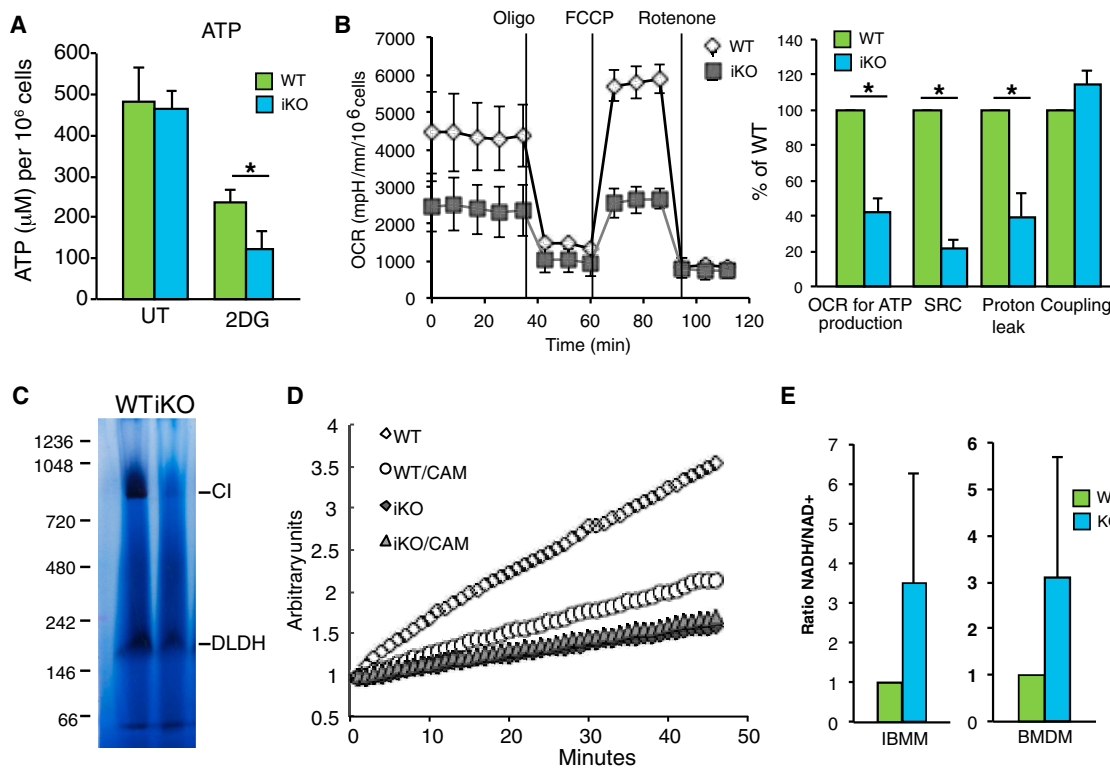 A
ATP
600
500
400
300
200
100
0
ATP (µM) per 10⁶ cells
WT
iKO
*
UT
2DG
B
Oligo
FCCP
Rotenone
7000
6000
5000
4000
3000
2000
1000
0
OCR (mpH /mn/10⁶cells
WT
iKO
0
20
40
60
80
100
120
Time (min)
140
120
100
80
60
40
20
0
% of WT
WT
iKO
*
*
*
OCR for ATP
production
SRC
Proton
leak
Coupling
C
WTiKO
1236
1048
720
480
242
146
66
CI
DLDH
D
4
3.5
3
2.5
2
1.5
1
0.5
Arbitraryunits
WT
WT/CAM
iKO
iKO/CAM
0
10
20
30
40
50
Minutes
E
7
6
5
4
3
2
1
0
Ratio NADH/NAD+
IBMM
6
5
4
3
2
1
0
BMDM